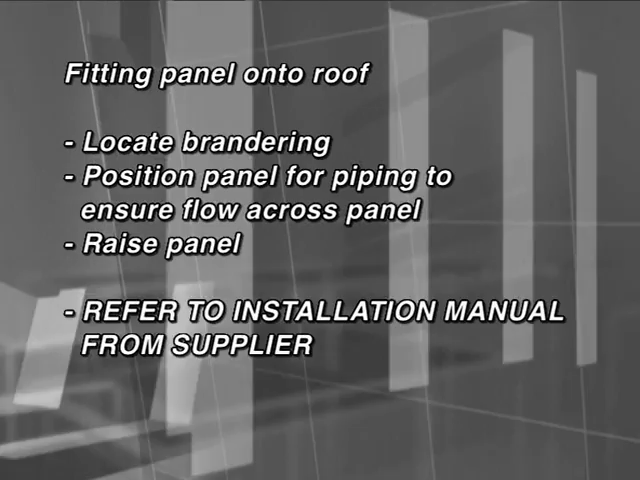 Fitting panel onto roof
- Locate brandering
- Position panel for piping to
ensure flow across panel
- Raise panel
- REFER TO INSTALLATION MANUAL
FROM SUPPLIER